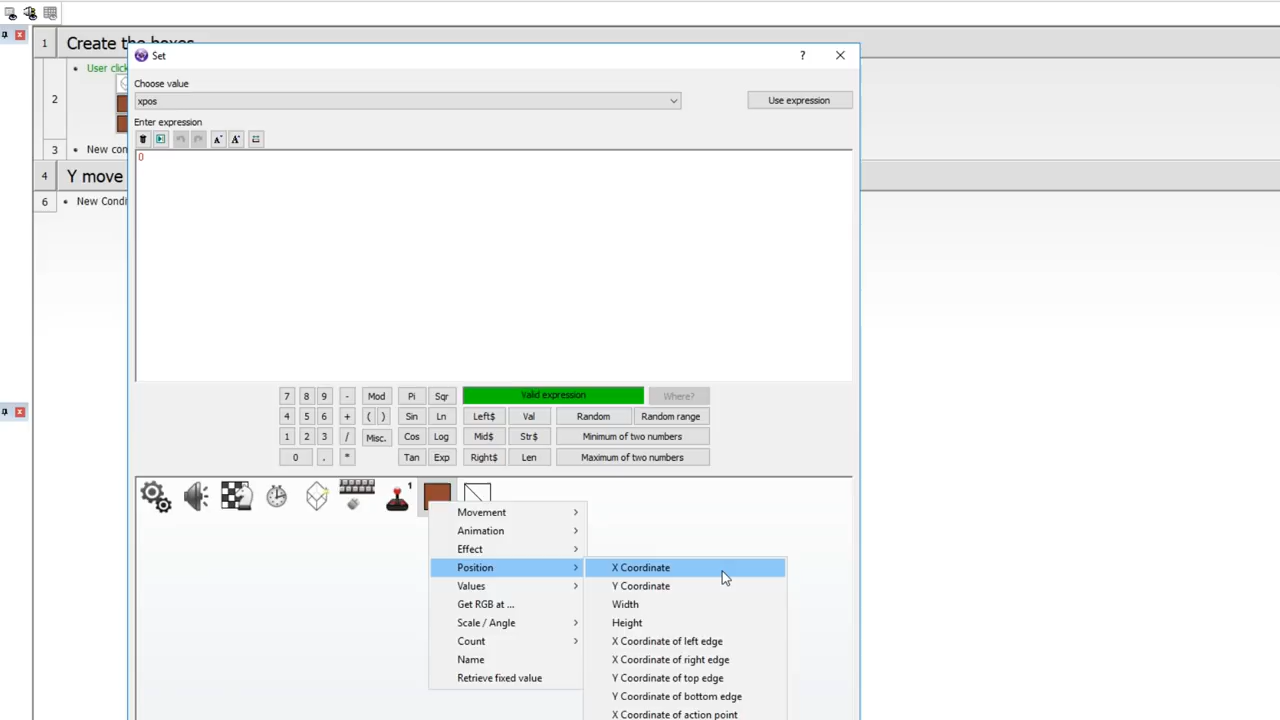 1 Create the boxes
Set
?
Choose value
User click
xpos
Use expression
2
Enter expression
3 New con
0
4 Y move
6 New Condi
7 8 9 - Mod Pi Sqr Valid expression Where?
4 5 6 + ( ) Sin Ln Left$ Val Random Random range
1 2 3 / Misc. Cos Log Mid$ Str$ Minimum of two numbers
0 . * Tan Exp Right$ Len Maximum of two numbers
1
Movement
Animation
Effect
Position
Values
Get RGB at ...
Scale / Angle
Count
Name
Retrieve fixed value
X Coordinate
Y Coordinate
Width
Height
X Coordinate of left edge
X Coordinate of right edge
Y Coordinate of top edge
Y Coordinate of bottom edge
X Coordinate of action point